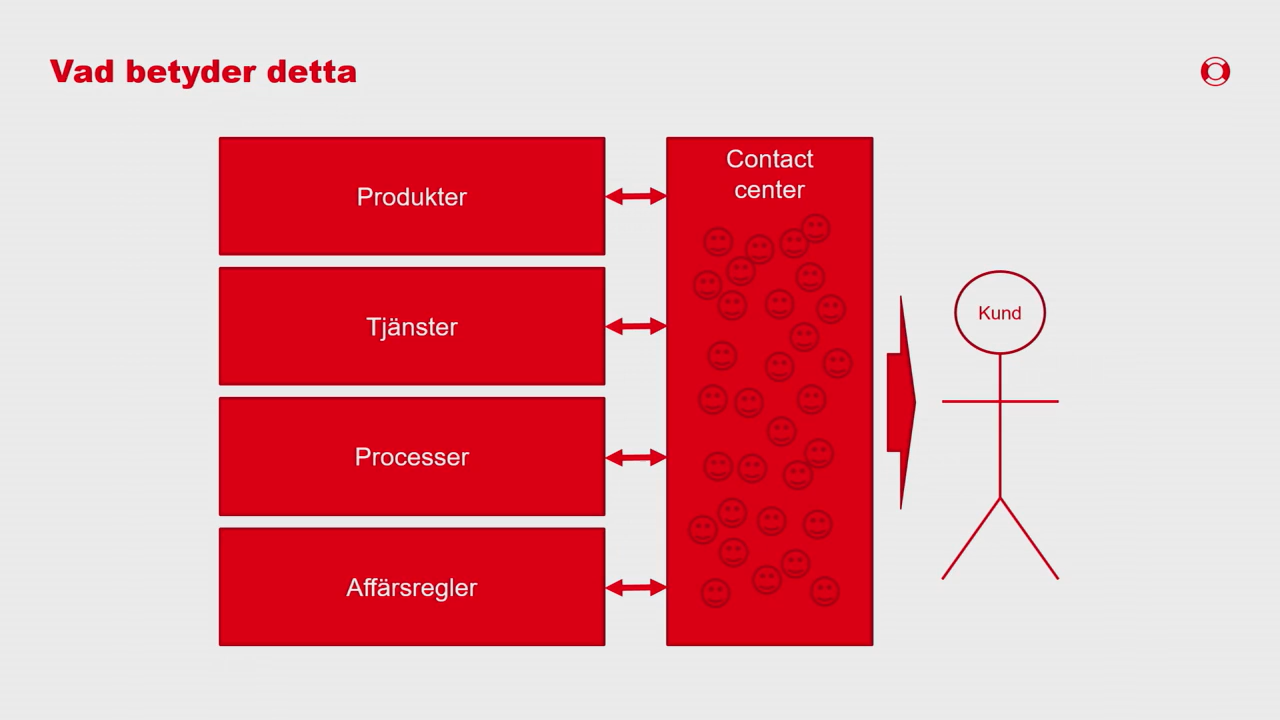 Vad betyder detta
Produkter
Tjänster
Processer
Affärsregler
Contact
center
Kund